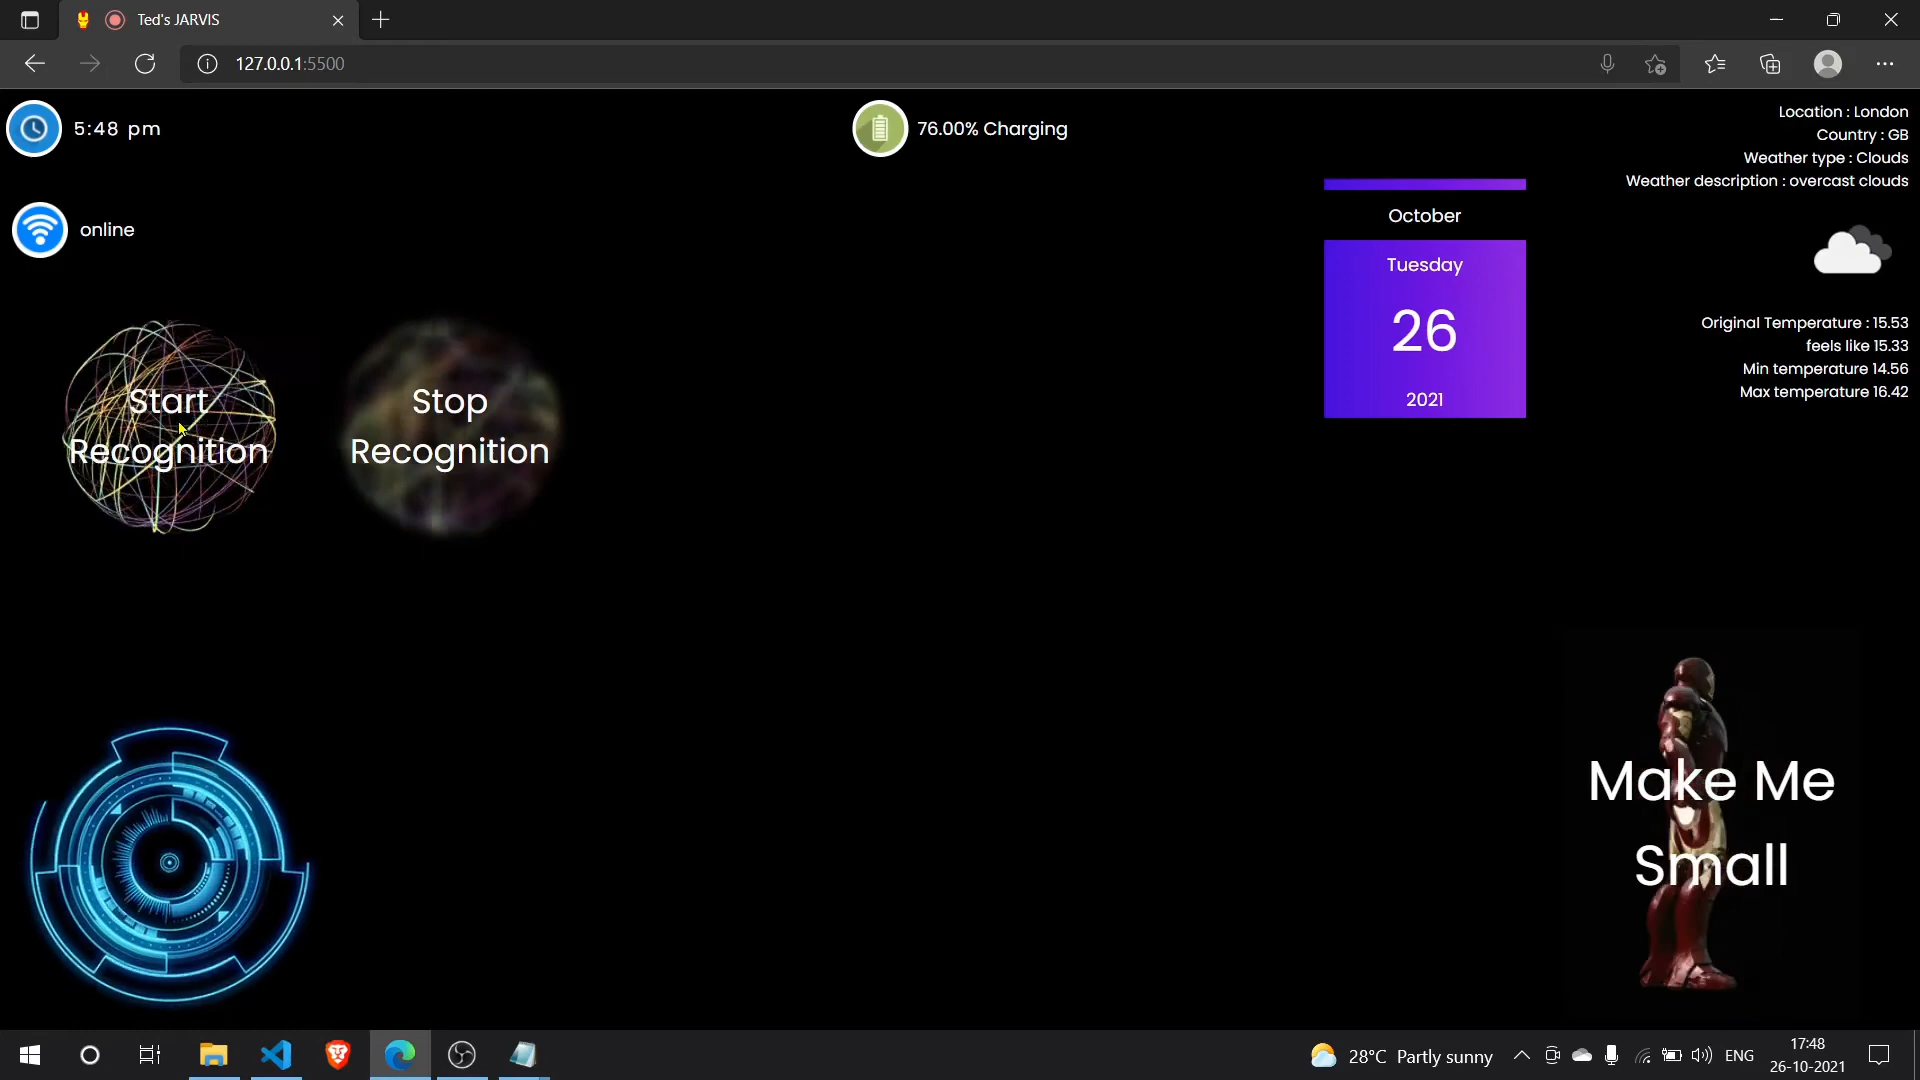 Ted's JARVIS
127.0.0.1:5500
5:48 pm
76.00% Charging
Location : London
Country : GB
Weather type : Clouds
Weather description : overcast clouds
online
October
Tuesday
26
2021
Original Temperature : 15.53
feels like 15.33
Min temperature 14.56
Max temperature 16.42
Start
Recognition
Stop
Recognition
Make Me
Small
28°C Partly sunny
ENG
17:48
26-10-2021